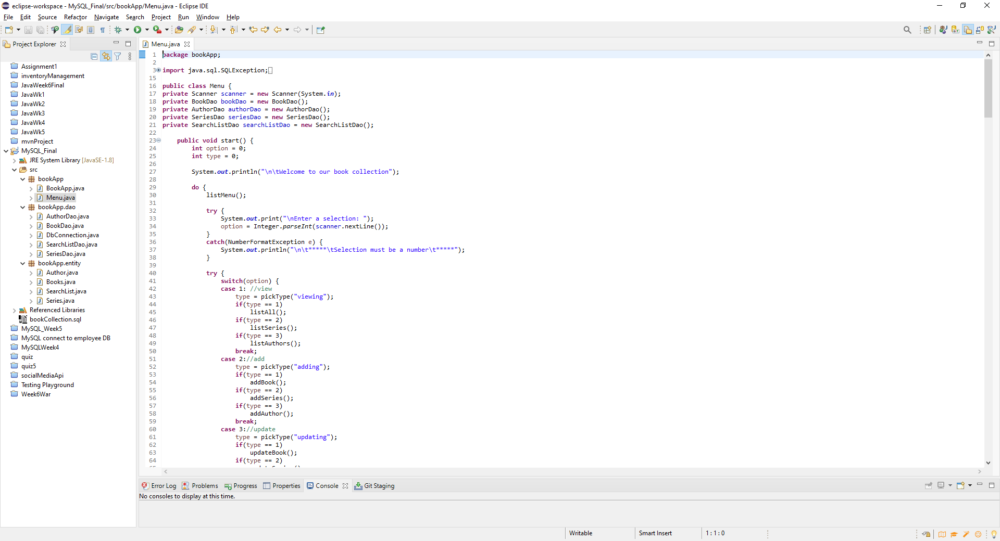 eclipse-workspace - MySQL_Final/src/bookApp/Menu.java - Eclipse IDE
File Edit Source Refactor Navigate Search Project Run Window Help
Project Explorer
Assignment1
inventoryManagement
JavaWeek6Final
JavaWk1
JavaWk2
JavaWk3
JavaWk4
JavaWk5
mvnProject
MySQL_Final
JRE System Library [JavaSE-1.8]
src
bookApp
BookApp.java
Menu.java
bookApp.dao
AuthorDao.java
BookDao.java
DbConnection.java
SearchListDao.java
SeriesDao.java
bookApp.entity
Author.java
Books.java
SearchList.java
Series.java
Referenced Libraries
bookCollection.sql
MySQL_Week5
MySQL connect to employee DB
MySQLWeek4
quiz
quiz5
socialMediaApi
Testing Playground
Week6War
Menu.java
1 package bookApp;
2
3 import java.sql.SQLException;
15
16 public class Menu {
17 private Scanner scanner = new Scanner(System.in);
18 private BookDao bookDao = new BookDao();
19 private AuthorDao authorDao = new AuthorDao();
20 private SeriesDao seriesDao = new SeriesDao();
21 private SearchListDao searchListDao = new SearchListDao();
22
23 public void start() {
24 int option = 0;
25 int type = 0;
26
27 System.out.println("\n\tWelcome to our book collection");
28
29 do {
30 listMenu();
31
32 try {
33 System.out.print("\nEnter a selection: ");
34 option = Integer.parseInt(scanner.nextLine());
35 }
36 catch(NumberFormatException e) {
37 System.out.println("\n\t*****\tSelection must be a number\t*****");
38 }
39
40 try {
41 switch(option) {
42 case 1: //view
43 type = pickType("viewing");
44 if(type == 1)
45 listAll();
46 if(type == 2)
47 listSeries();
48 if(type == 3)
49 listAuthors();
50 break;
51 case 2://add
52 type = pickType("adding");
53 if(type == 1)
54 addBook();
55 if(type == 2)
56 addSeries();
57 if(type == 3)
58 addAuthor();
59 break;
60 case 3://update
61 type = pickType("updating");
62 if(type == 1)
63 updateBook();
64 if(type == 2)
Error Log Problems Progress Properties Console Git Staging
No consoles to display at this time.
Writable Smart Insert 1 : 1 : 0